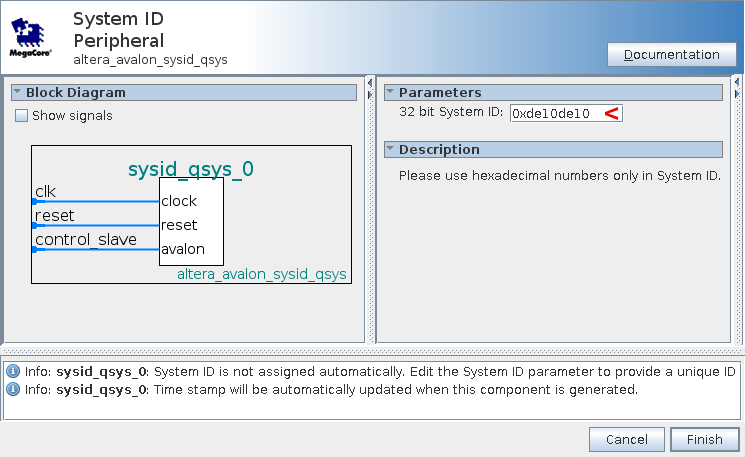 System ID
Peripheral
altera_avalon_sysid_qsys
MegaCore®
Documentation
Block Diagram
Show signals
sysid_qsys_0
clk
clock
reset
reset
control_slave
avalon
altera_avalon_sysid_qsys
Parameters
32 bit System ID: 0xde10de10 <
Description
Please use hexadecimal numbers only in System ID.
Info: sysid_qsys_0: System ID is not assigned automatically. Edit the System ID parameter to provide a unique ID
Info: sysid_qsys_0: Time stamp will be automatically updated when this component is generated.
Cancel Finish